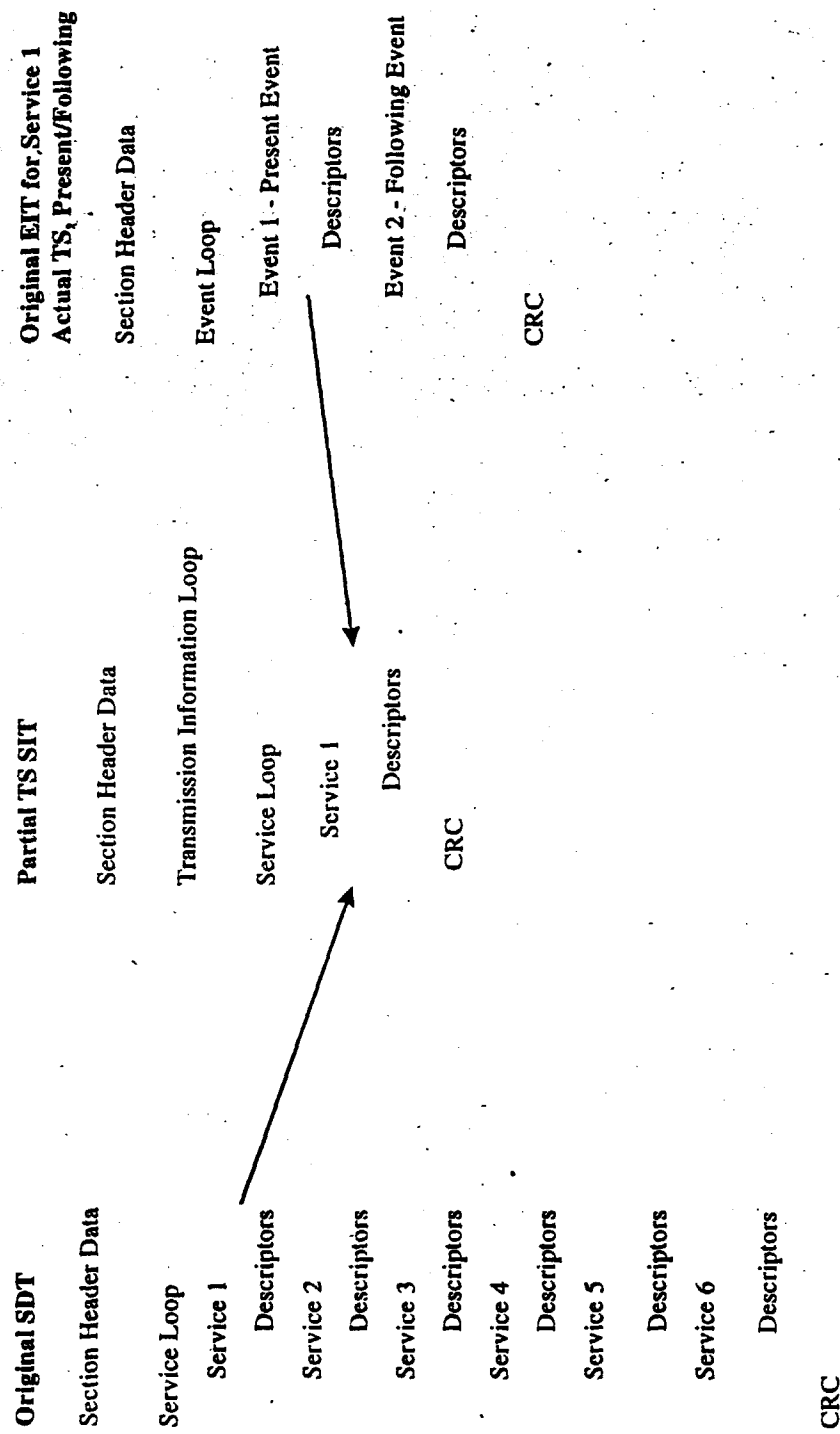 Original SDT
Section Header Data
Service Loop
Service 1
Descriptors
Service 2
Descriptors
Service 3
Descriptors
Service 4
Descriptors
Service 5
Descriptors
Service 6
Descriptors
CRC
Partial TS SIT
Section Header Data
Transmission Information Loop
Service Loop
Service 1
Descriptors
CRC
Original EIT for Service 1
Actual TS, Present/Following
Section Header Data
Event Loop
Event 1 - Present Event
Descriptors
Event 2 - Following Event
Descriptors
CRC